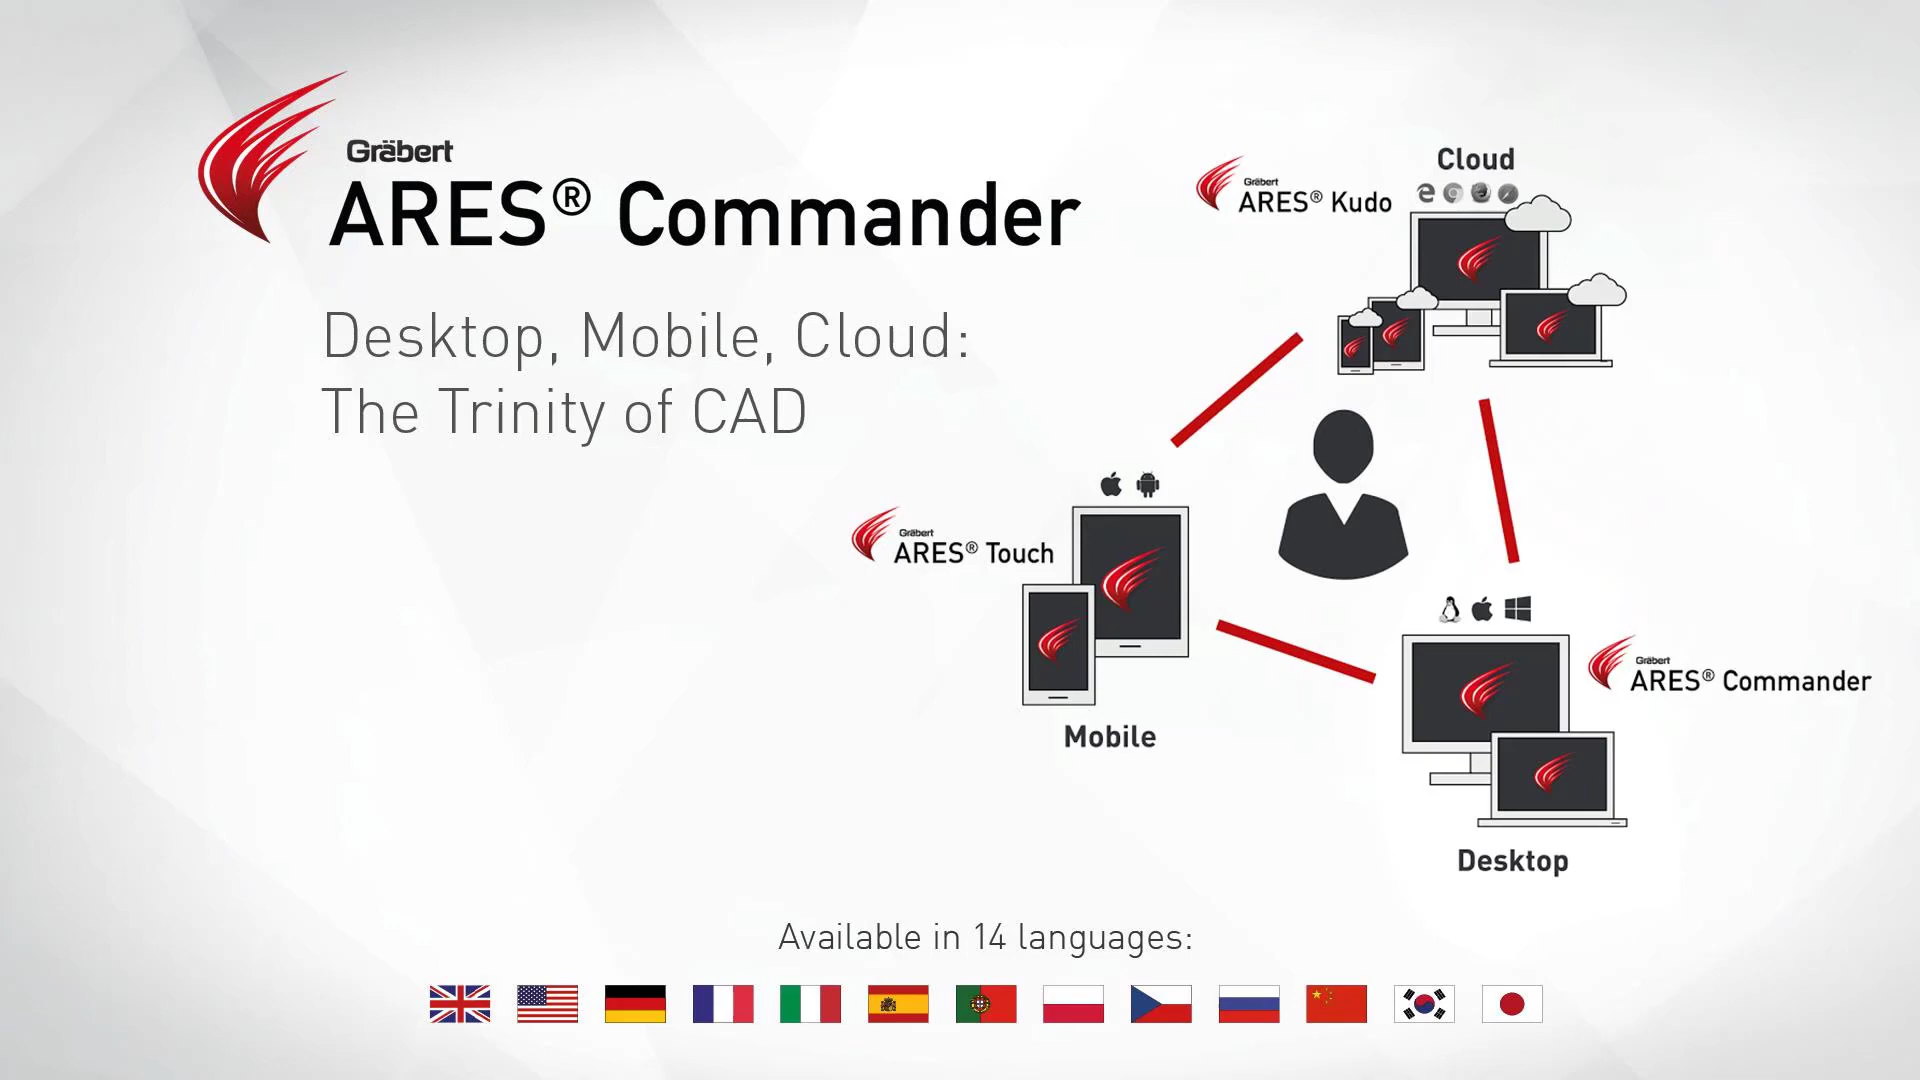 Gräbert
ARES® Commander
Desktop, Mobile, Cloud:
The Trinity of CAD
Cloud
Gräbert
ARES® Kudo
Gräbert
ARES® Touch
Mobile
Gräbert
ARES® Commander
Desktop
Available in 14 languages: